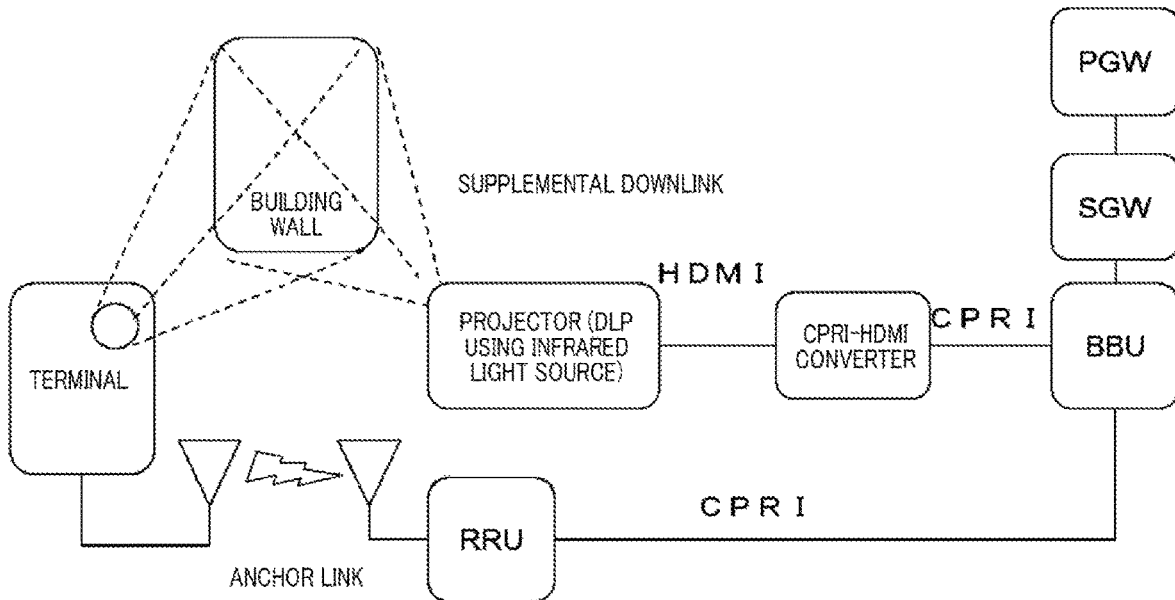 PGW
SGW
BUILDING
WALL
SUPPLEMENTAL DOWNLINK
HDMI
CPRI
PROJECTOR (DLP
USING INFRARED
LIGHT SOURCE)
CPRI-HDMI
CONVERTER
BBU
TERMINAL
CPRI
RRU
ANCHOR LINK